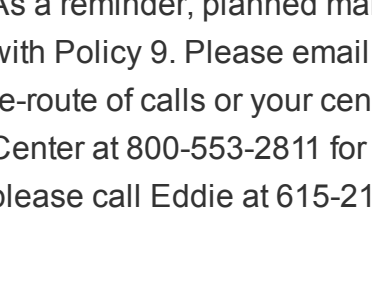 As a reminder, planned mai
with Policy 9. Please email
e-route of calls or your cen
Center at 800-553-2811 for
please call Eddie at 615-21